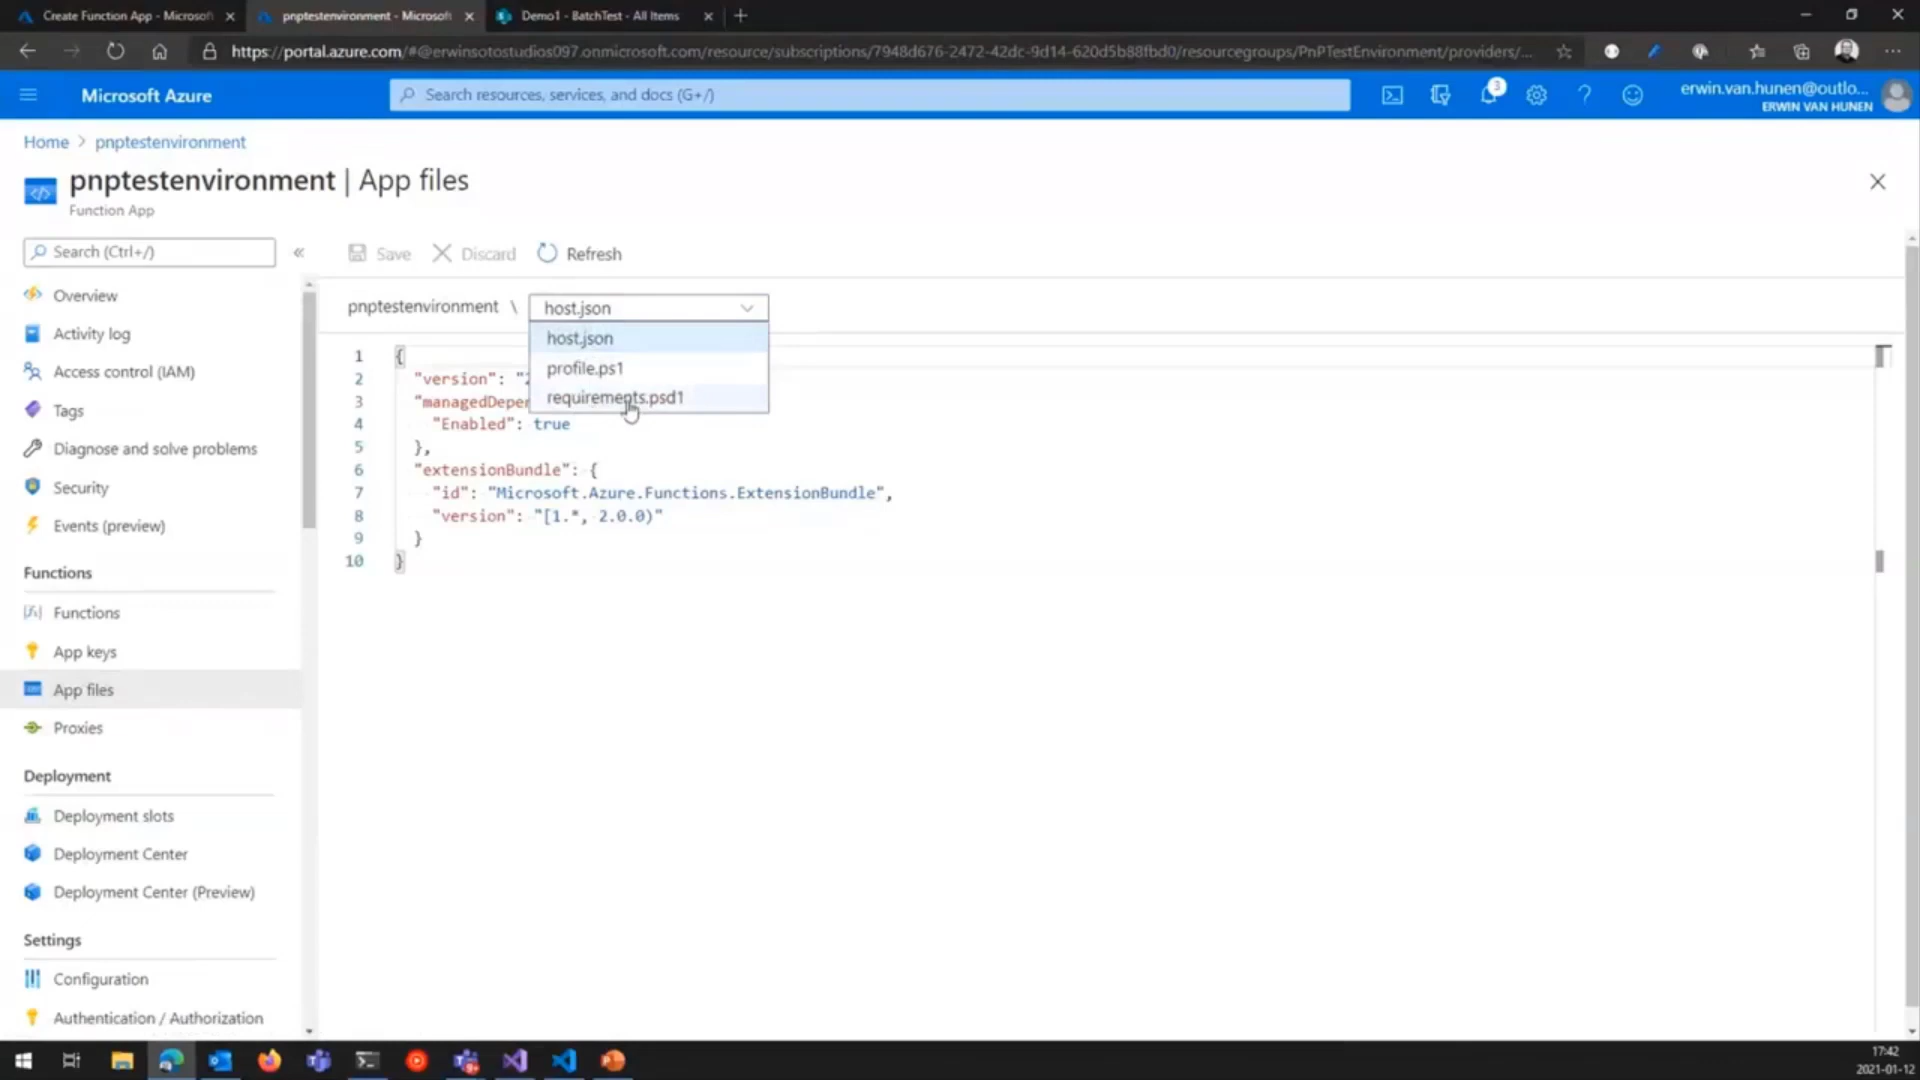 Create Function App - Microsoft
pnptestenvironment - Microsoft
Demo1 - BatchTest - All Items
https://portal.azure.com/#@erwinsotostudios097.onmicrosoft.com/resource/subscriptions/7948d676-2472-42dc-9d14-620d5b88fbd0/resourcegroups/PnPTestEnvironment/providers/...
Microsoft Azure
Search resources, services, and docs (G+/)
3
erwin.van.hunen@outlo...
ERWIN VAN HUNEN
Home > pnptestenvironment
pnptestenvironment | App files
Function App
Search (Ctrl+/)
«
Save
Discard
Refresh
Overview
Activity log
Access control (IAM)
Tags
Diagnose and solve problems
Security
Events (preview)
Functions
Functions
App keys
App files
Proxies
Deployment
Deployment slots
Deployment Center
Deployment Center (Preview)
Settings
Configuration
Authentication / Authorization
pnptestenvironment \ host.json
host.json
profile.ps1
requirements.psd1
1 {
2 "version": "2
3 "managedDepen
4 "Enabled": true
5 },
6 "extensionBundle": {
7 "id": "Microsoft.Azure.Functions.ExtensionBundle",
8 "version": "[1.*, 2.0.0)"
9 }
10 }
17:42
2021-01-12